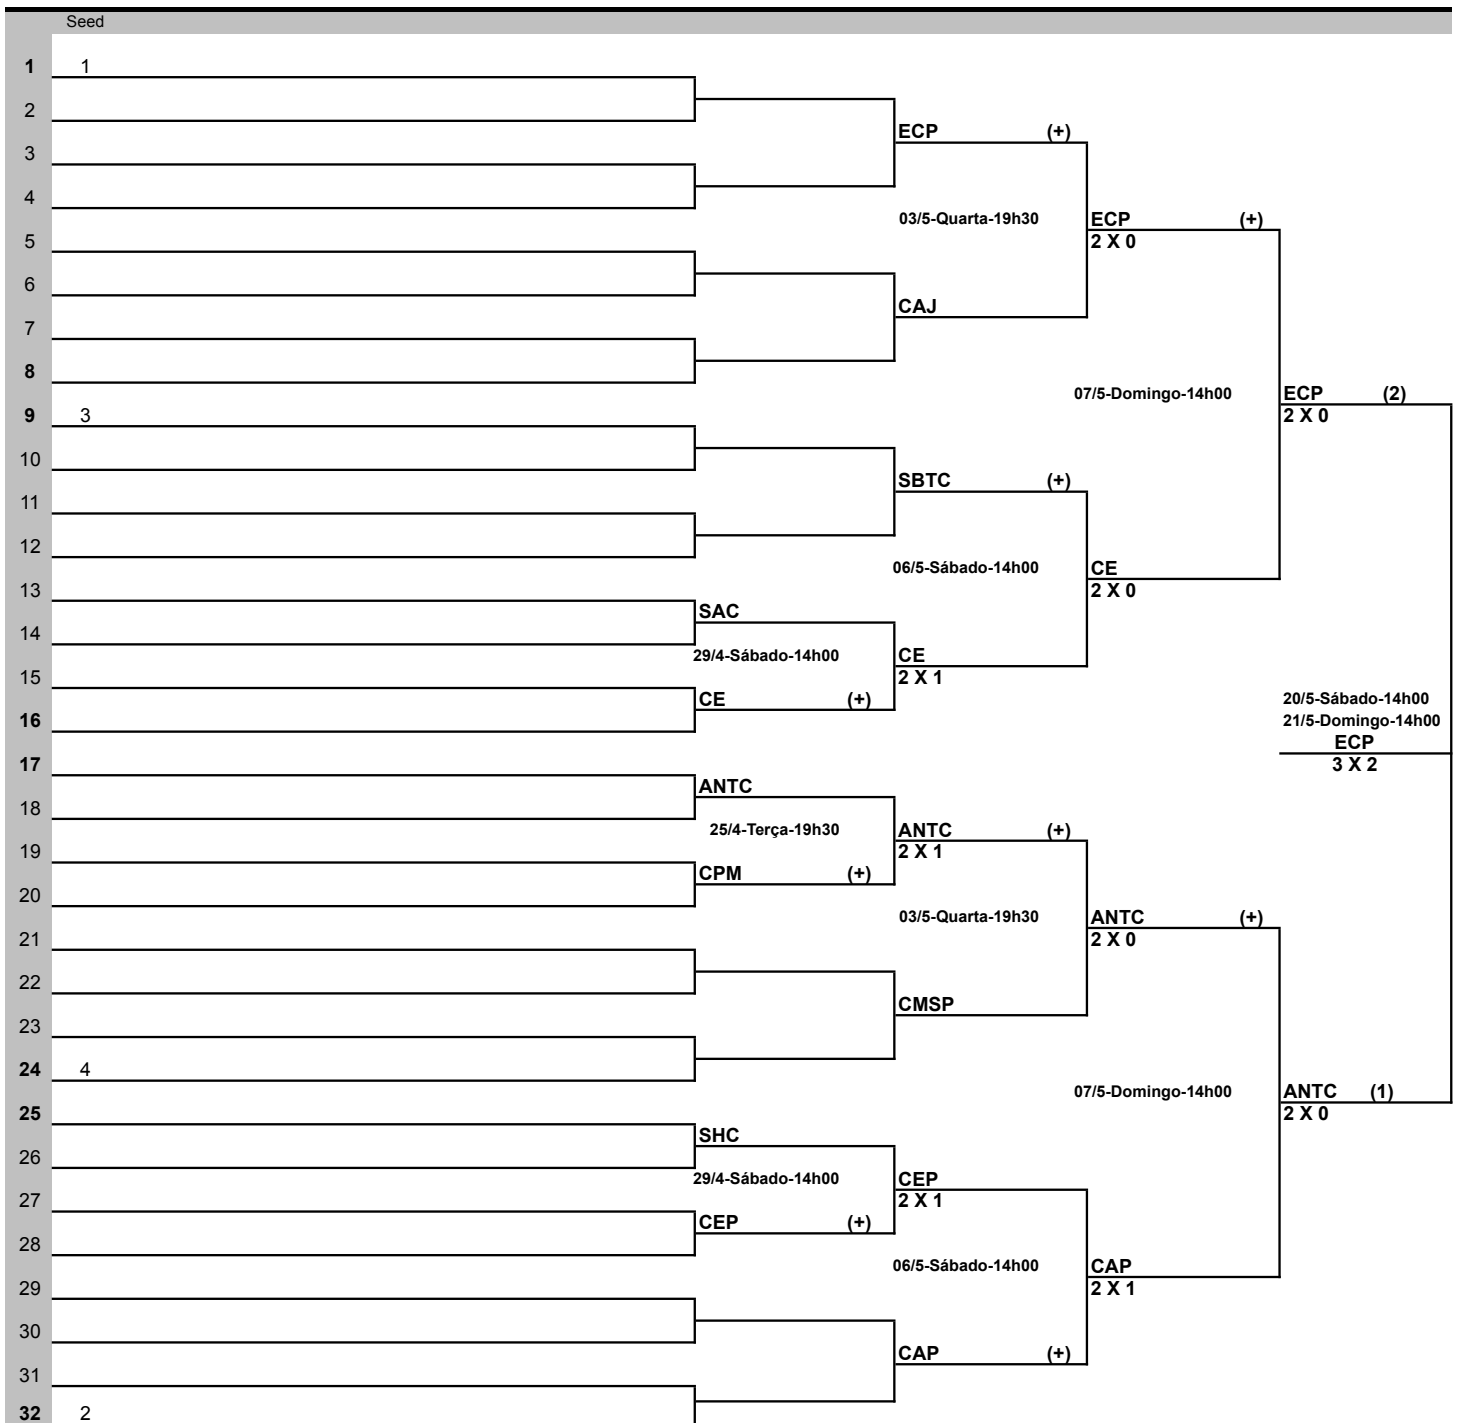 Seed
1 1
2
ECP (+)
3
4
03/5-Quarta-19h30 ECP (+)
5 2 X 0
6
CAJ
7
8
07/5-Domingo-14h00 ECP (2)
9 3 2 X 0
10
SBTC (+)
11
12
06/5-Sábado-14h00 CE
13 2 X 0
SAC
14
29/4-Sábado-14h00 CE
15 2 X 1
CE (+) 20/5-Sábado-14h00
16 21/5-Domingo-14h00
ECP
17 3 X 2
ANTC
18
25/4-Terça-19h30 ANTC (+)
19 2 X 1
CPM (+)
20
03/5-Quarta-19h30 ANTC (+)
21 2 X 0
22
CMSP
23
24 4
07/5-Domingo-14h00 ANTC (1)
25 2 X 0
SHC
26
29/4-Sábado-14h00 CEP
27 2 X 1
CEP (+)
28
06/5-Sábado-14h00 CAP
29 2 X 1
30
CAP (+)
31
32 2